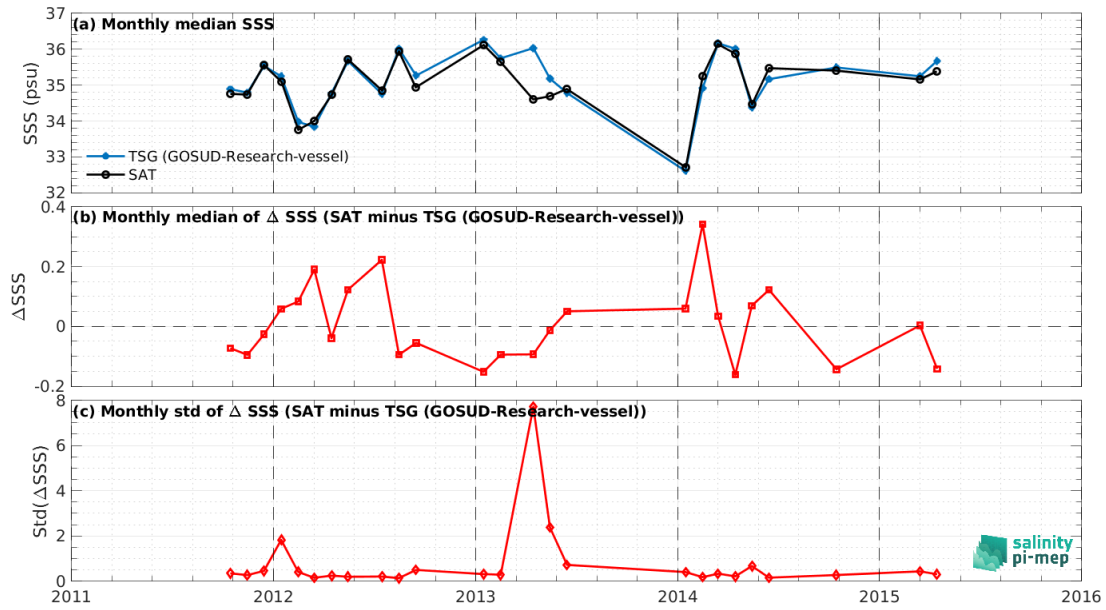 (a) Monthly median SSS
37
36
35
34
33
32
SSS (psu)
TSG (GOSUD-Research-vessel)
SAT
(b) Monthly median of Δ SSS (SAT minus TSG (GOSUD-Research-vessel))
0.4
0.2
0
-0.2
ΔSSS
(c) Monthly std of Δ SSS (SAT minus TSG (GOSUD-Research-vessel))
8
6
4
2
0
Std(ΔSSS)
salinity
pi-mep
2011 2012 2013 2014 2015 2016